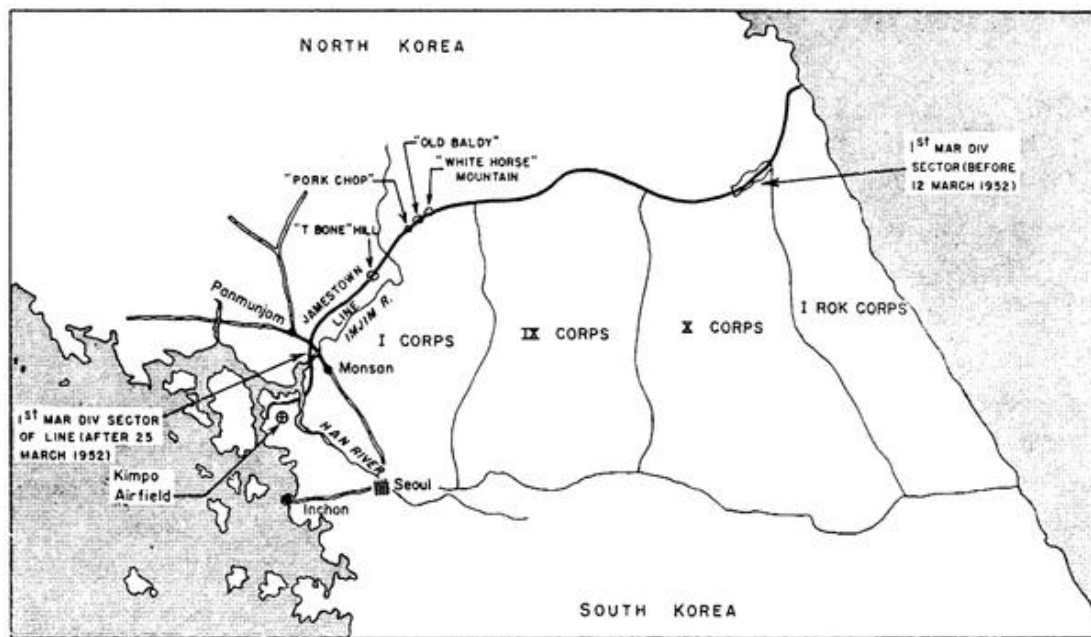 NORTH KOREA
"OLD BALDY"
"WHITE HORSE"
MOUNTAIN
"PORK CHOP"
"T BONE" HILL
1st MAR DIV
SECTOR (BEFORE
12 MARCH 1952)
Panmunjom
JAMESTOWN
LINE
IMJIM R.
I CORPS
IX CORPS
X CORPS
I ROK CORPS
Monsan
1st MAR DIV SECTOR
OF LINE (AFTER 25
MARCH 1952)
HAN RIVER
Kimpo
Airfield
Seoul
Inchon
SOUTH KOREA